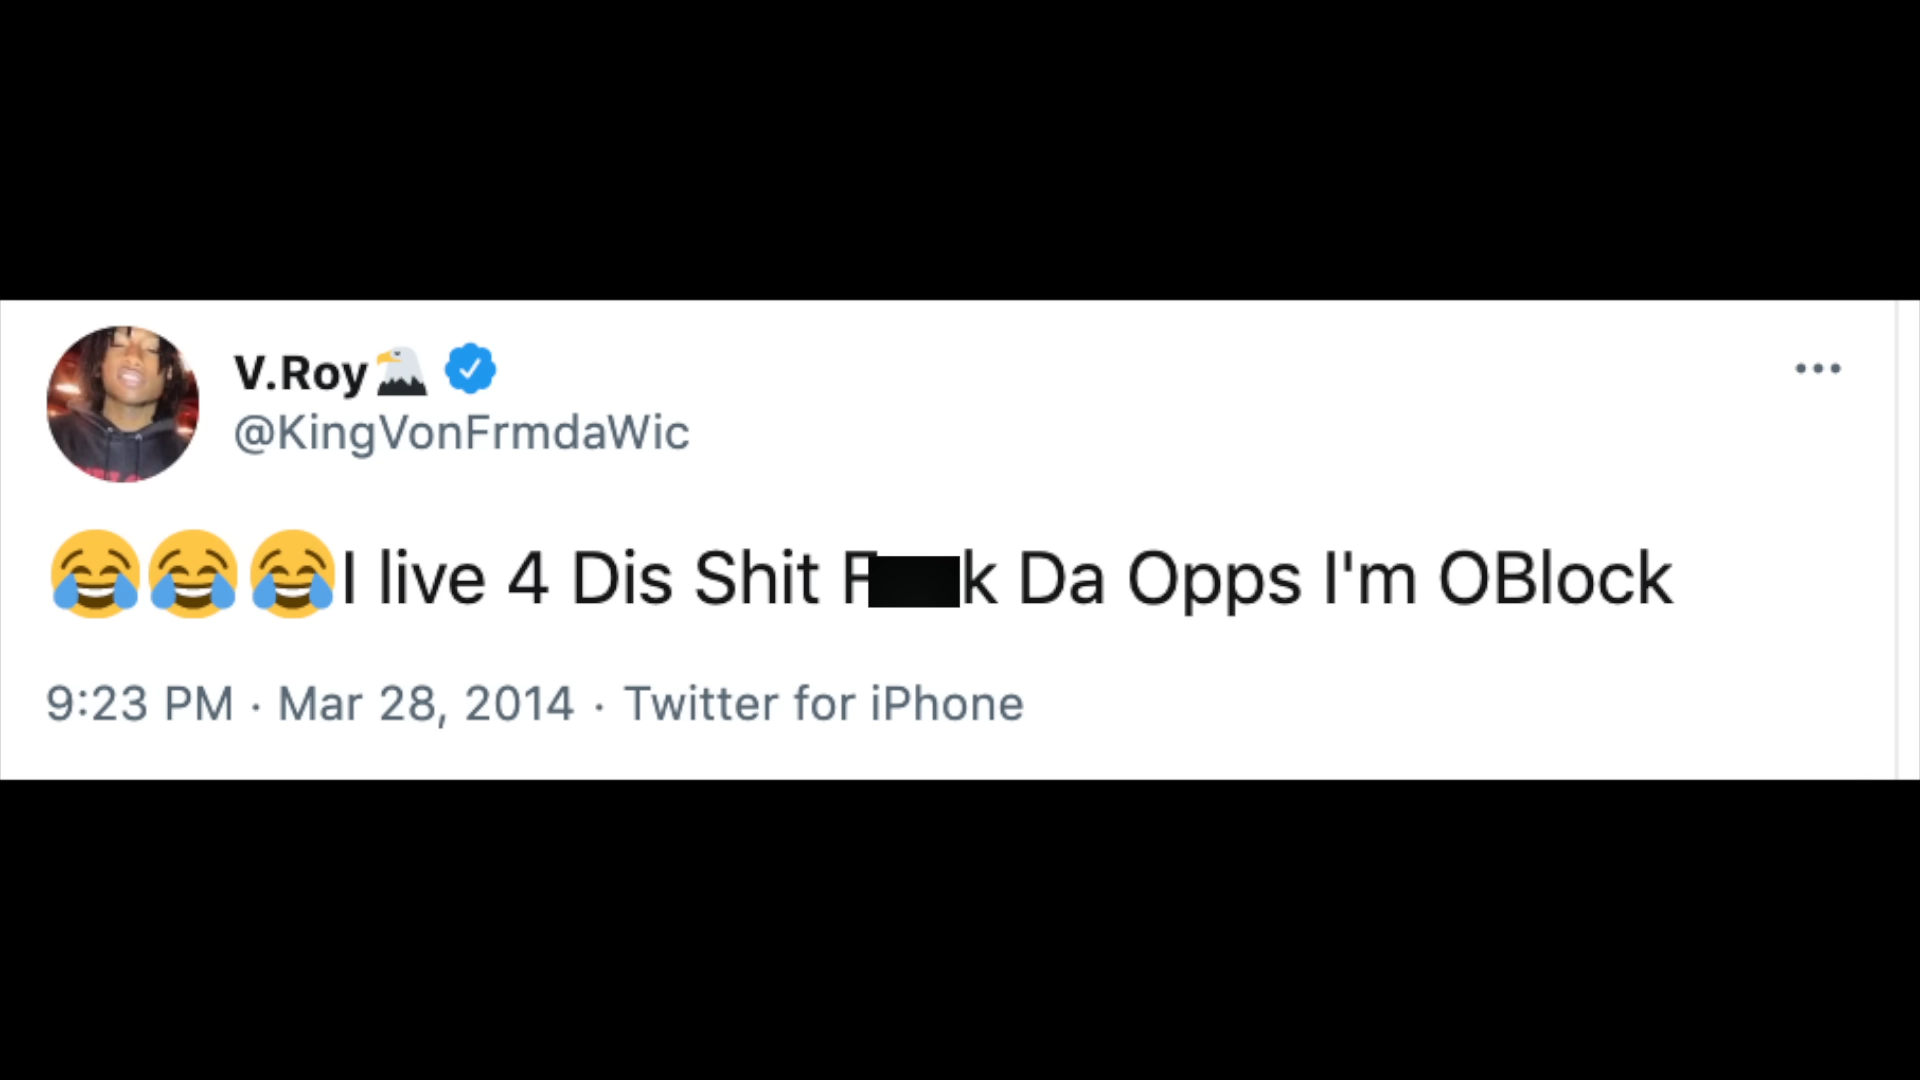 V.Roy🦅
@KingVonFrmdaWic
😂😂😂I live 4 Dis Shit F k Da Opps I'm OBlock
9:23 PM · Mar 28, 2014 · Twitter for iPhone